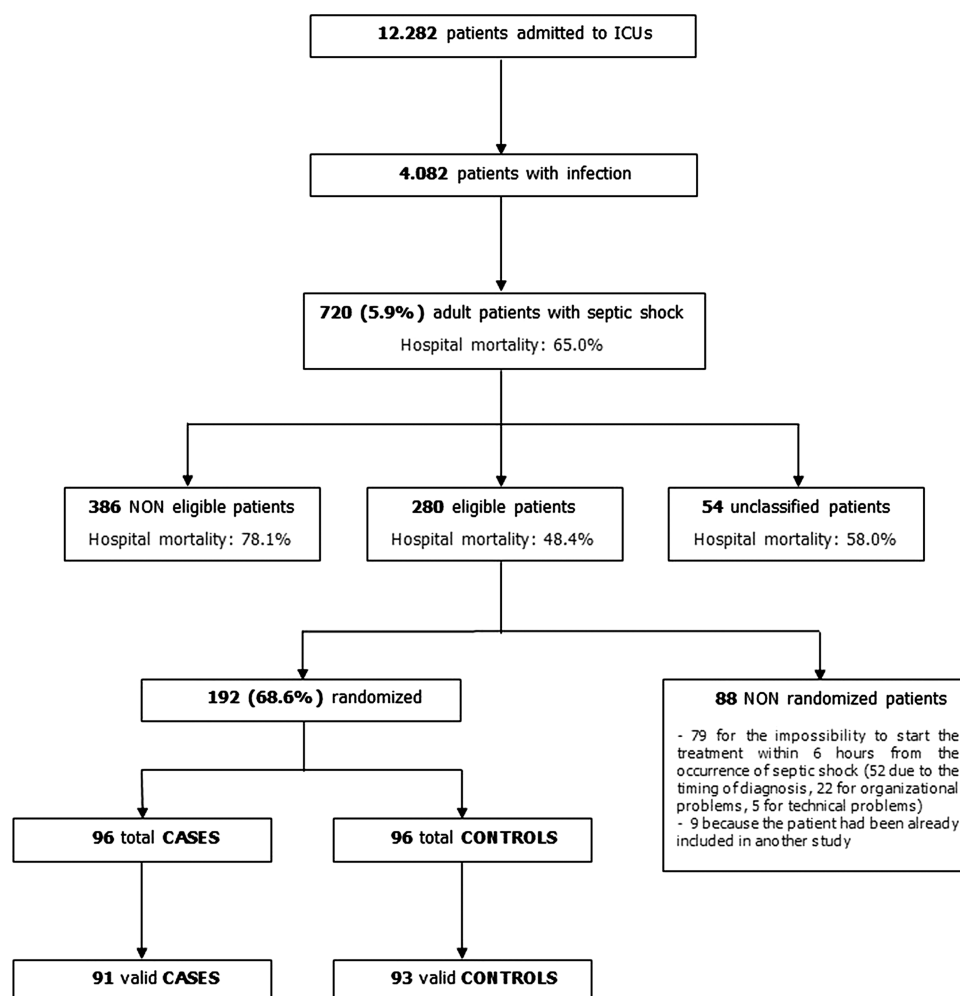 12.282 patients admitted to ICUs
4.082 patients with infection
720 (5.9%) adult patients with septic shock
Hospital mortality: 65.0%
386 NON eligible patients
Hospital mortality: 78.1%
280 eligible patients
Hospital mortality: 48.4%
54 unclassified patients
Hospital mortality: 58.0%
192 (68.6%) randomized
88 NON randomized patients
- 79 for the impossibility to start the
treatment within 6 hours from the
occurrence of septic shock (52 due to the
timing of diagnosis, 22 for organizational
problems, 5 for technical problems)
- 9 because the patient had been already
included in another study
96 total CASES
96 total CONTROLS
91 valid CASES
93 valid CONTROLS